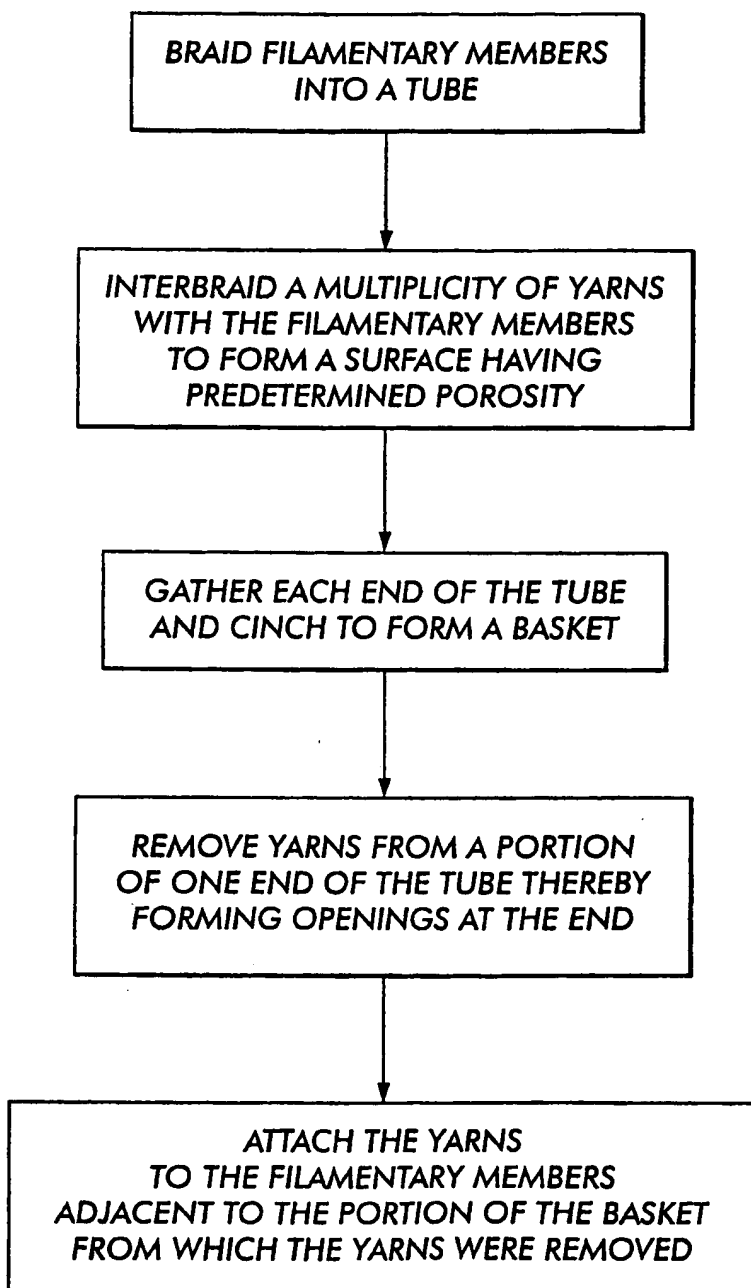 BRAID FILAMENTARY MEMBERS
INTO A TUBE
INTERBRAID A MULTIPLICITY OF YARNS
WITH THE FILAMENTARY MEMBERS
TO FORM A SURFACE HAVING
PREDETERMINED POROSITY
GATHER EACH END OF THE TUBE
AND CINCH TO FORM A BASKET
REMOVE YARNS FROM A PORTION
OF ONE END OF THE TUBE THEREBY
FORMING OPENINGS AT THE END
ATTACH THE YARNS
TO THE FILAMENTARY MEMBERS
ADJACENT TO THE PORTION OF THE BASKET
FROM WHICH THE YARNS WERE REMOVED